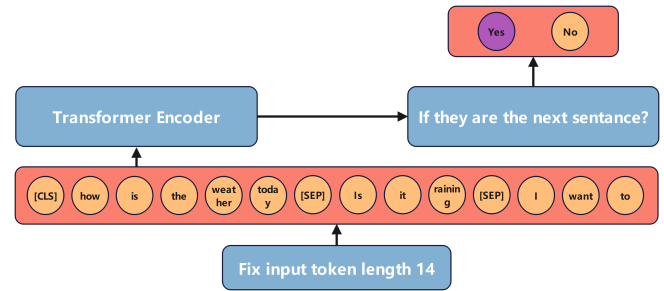 Yes No
Transformer Encoder
If they are the next sentance?
[CLS] how is the weat her toda y [SEP] Is it rainin g [SEP] I want to
Fix input token length 14